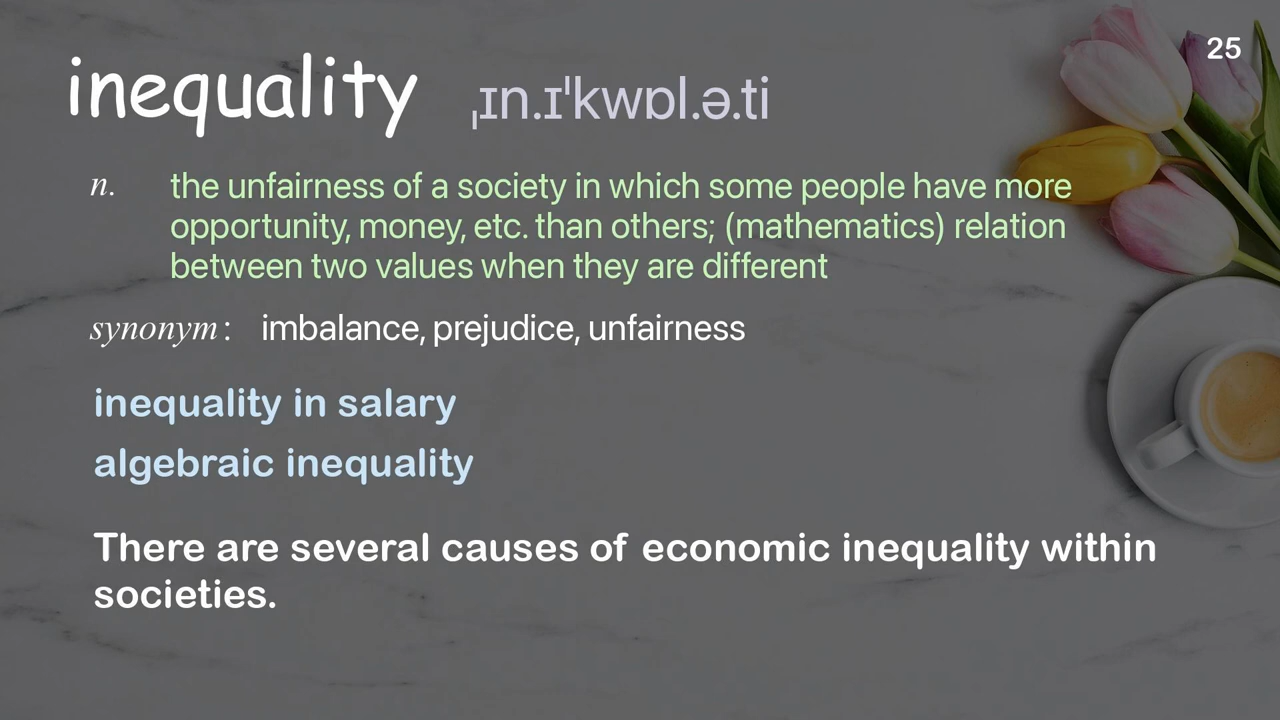 25
inequality ˌɪn.ɪˈkwɒl.ə.ti
n. the unfairness of a society in which some people have more
opportunity, money, etc. than others; (mathematics) relation
between two values when they are different
synonym: imbalance, prejudice, unfairness
inequality in salary
algebraic inequality
There are several causes of economic inequality within
societies.